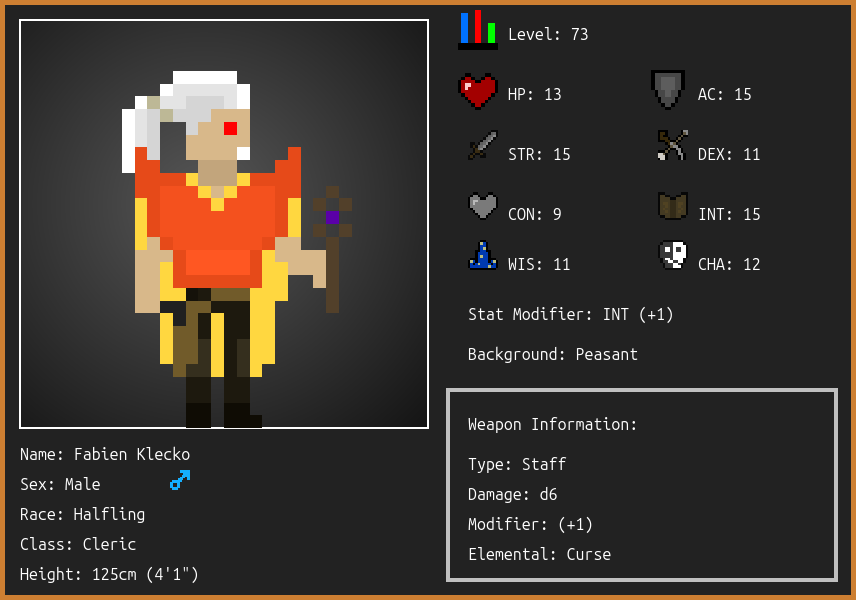 Level: 73
HP: 13
AC: 15
STR: 15
DEX: 11
CON: 9
INT: 15
WIS: 11
CHA: 12
Stat Modifier: INT (+1)
Background: Peasant
Weapon Information:
Type: Staff
Damage: d6
Modifier: (+1)
Elemental: Curse
Name: Fabien Klecko
Sex: Male
Race: Halfling
Class: Cleric
Height: 125cm (4'1")